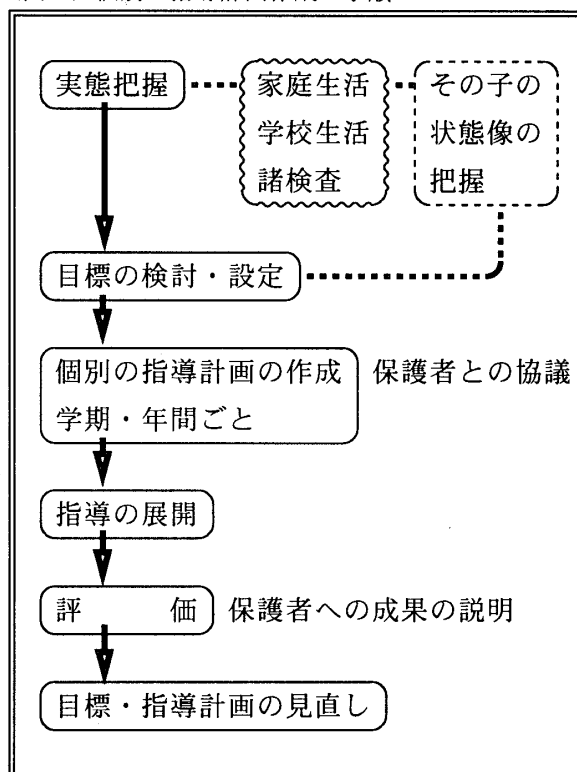 実態把握
家庭生活
学校生活
諸検査
その子の
状態像の
把握
目標の検討・設定
個別の指導計画の作成 保護者との協議
学期・年間ごと
指導の展開
評　　価 保護者への成果の説明
目標・指導計画の見直し